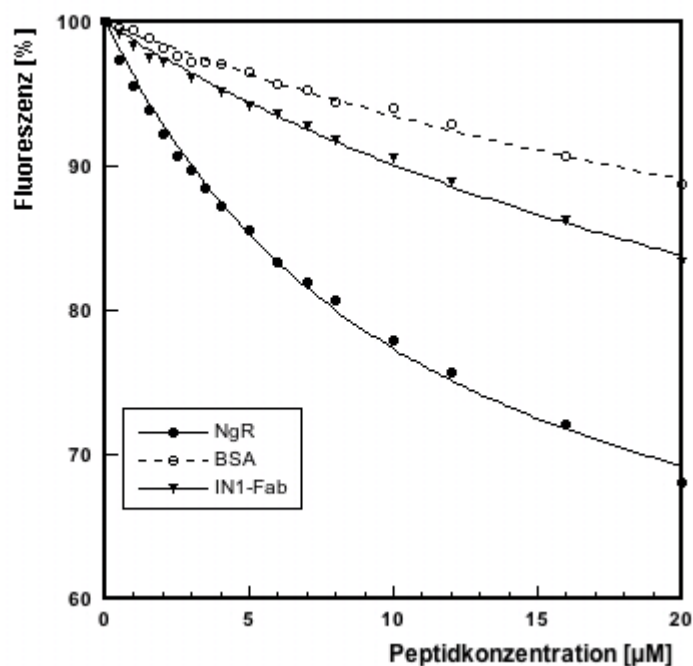 Fluoreszenz [%]
100
90
80
70
60
NgR
BSA
IN1-Fab
0 5 10 15 20
Peptidkonzentration [µM]